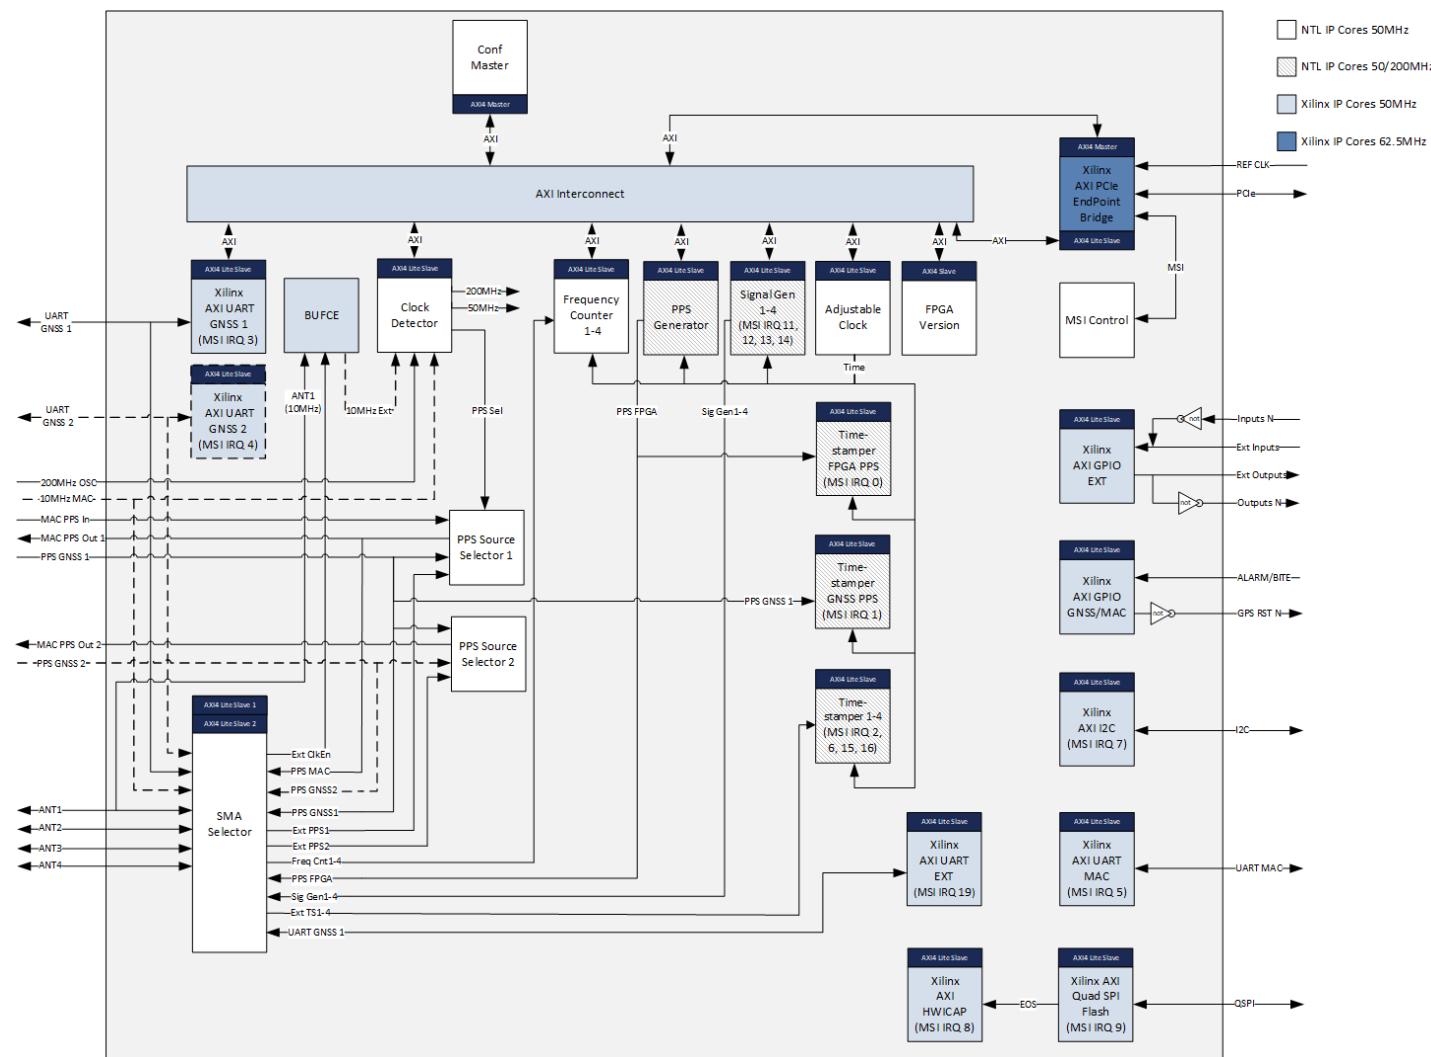 Conf
Master
AXI4 Master
AXI
AXI
NTL IP Cores 50MHz
NTL IP Cores 50/200MHz
Xilinx IP Cores 50MHz
Xilinx IP Cores 62.5MHz
AXI Interconnect
AXI4 Master
Xilinx
AXI PCIe
EndPoint
Bridge
AXI4 Lite Slave
REF CLK
PCIe
MSI
AXI
AXI
AXI
AXI
AXI
AXI
AXI
AXI
AXI4 Lite Slave
Xilinx
AXI UART
GNSS 1
(MSI IRQ 3)
BUFCE
AXI4 Lite Slave
Clock
Detector
200MHz
50MHz
AXI4 Lite Slave
Frequency
Counter
1-4
AXI4 Lite Slave
PPS
Generator
AXI4 Lite Slave
Signal Gen
1-4
(MSI IRQ 11,
12, 13, 14)
AXI4 Lite Slave
Adjustable
Clock
AXI4 Slave
FPGA
Version
MSI Control
UART
GNSS 1
AXI4 Lite Slave
Xilinx
AXI UART
GNSS 2
(MSI IRQ 4)
UART
GNSS 2
ANT1
(10MHz)
10MHz Ext
PPS Sel
PPS FPGA
Sig Gen1-4
Time
AXI4 Lite Slave
Time-
stamper
FPGA PPS
(MSI IRQ 0)
AXI4 Lite Slave
Xilinx
AXI GPIO
EXT
not
Inputs N
Ext Inputs
Ext Outputs
not
Outputs N
200MHz OSC
10MHz MAC
MAC PPS In
MAC PPS Out 1
PPS GNSS 1
PPS Source
Selector 1
AXI4 Lite Slave
Time-
stamper
GNSS PPS
(MSI IRQ 1)
PPS GNSS 1
AXI4 Lite Slave
Xilinx
AXI GPIO
GNSS/MAC
ALARM/BITE
not
GPS RST N
MAC PPS Out 2
PPS GNSS 2
PPS Source
Selector 2
AXI4 Lite Slave
Time-
stamper 1-4
(MSI IRQ 2,
6, 15, 16)
AXI4 Lite Slave
Xilinx
AXI I2C
(MSI IRQ 7)
I2C
AXI4 Lite Slave 1
AXI4 Lite Slave 2
SMA
Selector
ANT1
ANT2
ANT3
ANT4
Ext ClkEn
PPS MAC
PPS GNSS2
PPS GNSS1
Ext PPS1
Ext PPS2
Freq Cnt1-4
PPS FPGA
Sig Gen1-4
Ext TS1-4
UART GNSS 1
AXI4 Lite Slave
Xilinx
AXI UART
EXT
(MSI IRQ 19)
AXI4 Lite Slave
Xilinx
AXI UART
MAC
(MSI IRQ 5)
UART MAC
AXI4 Lite Slave
Xilinx
AXI
HWICAP
(MSI IRQ 8)
EOS
AXI4 Lite Slave
Xilinx AXI
Quad SPI
Flash
(MSI IRQ 9)
QSPI